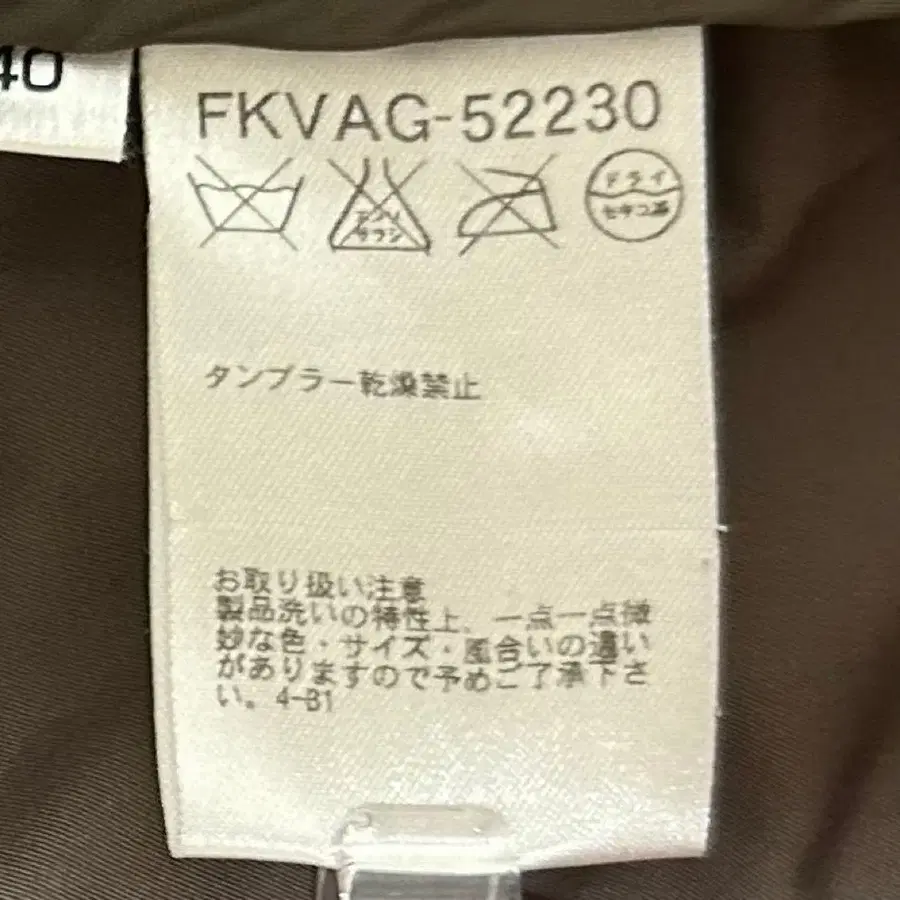 40
FKVAG-52230
エンソ
サラシ
ドライ
セキユ系
タンブラー乾燥禁止
お取り扱い注意
製品洗いの特性上、一点一点微
妙な色・サイズ・風合いの違い
がありますので予めご了承下さ
い。4-B1